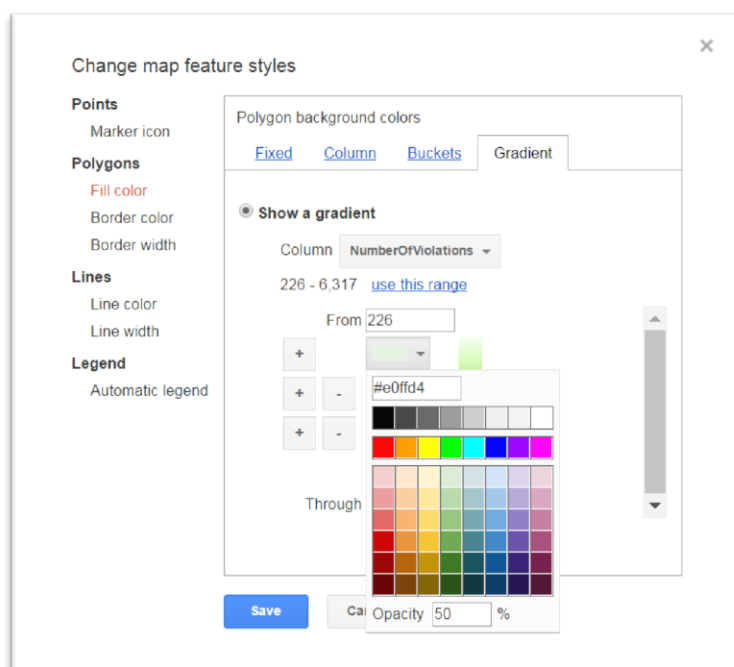 ×
Change map feature styles
Points
Marker icon
Polygons
Fill color
Border color
Border width
Lines
Line color
Line width
Legend
Automatic legend
Polygon background colors
Fixed Column Buckets Gradient
Show a gradient
Column NumberOfViolations
226 - 6,317 use this range
From 226
+
#e0ffd4
+ -
+ -
Through
Opacity 50 %
Save